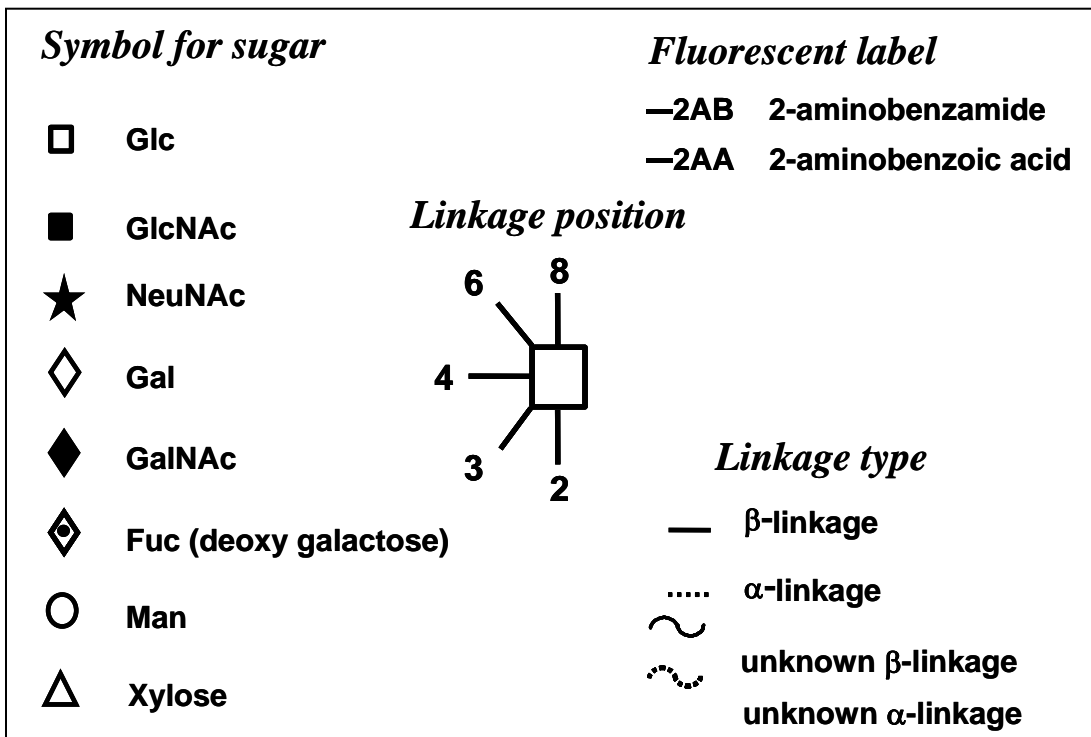 Symbol for sugar
Glc
GlcNAc
NeuNAc
Gal
GalNAc
Fuc (deoxy galactose)
Man
Xylose
Fluorescent label
—2AB 2-aminobenzamide
—2AA 2-aminobenzoic acid
Linkage position
8
6
4
3
2
Linkage type
β-linkage
α-linkage
unknown β-linkage
unknown α-linkage